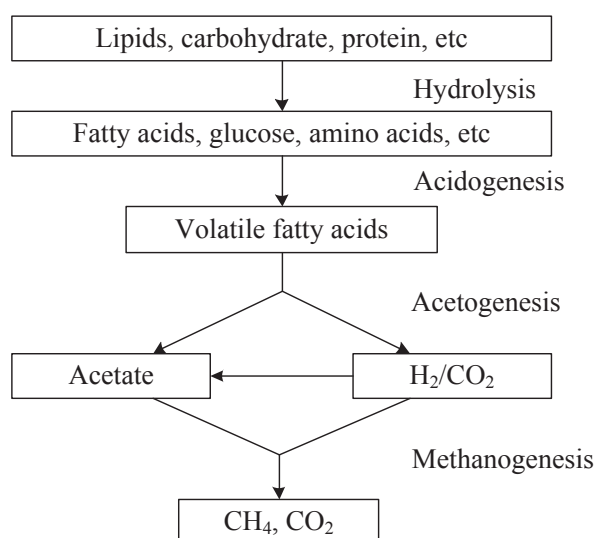 Lipids, carbohydrate, protein, etc
Hydrolysis
Fatty acids, glucose, amino acids, etc
Acidogenesis
Volatile fatty acids
Acetogenesis
Acetate
H₂/CO₂
Methanogenesis
CH₄, CO₂